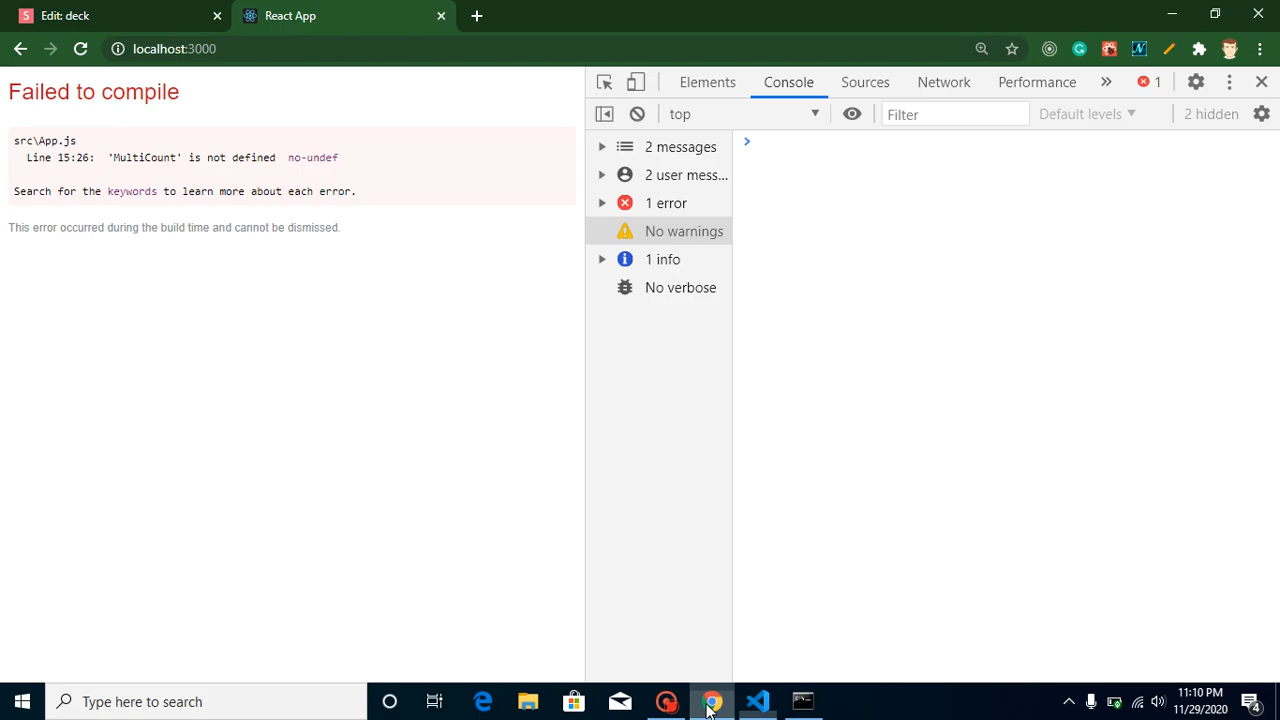 Edit: deck
React App
localhost:3000
Failed to compile
src\App.js
Line 15:26: 'MultiCount' is not defined no-undef
Search for the keywords to learn more about each error.
This error occurred during the build time and cannot be dismissed.
Elements
Console
Sources
Network
Performance
1
top
Filter
Default levels
2 hidden
2 messages
2 user mess...
1 error
No warnings
1 info
No verbose
Type here to search
11:10 PM
11/29/2020
4